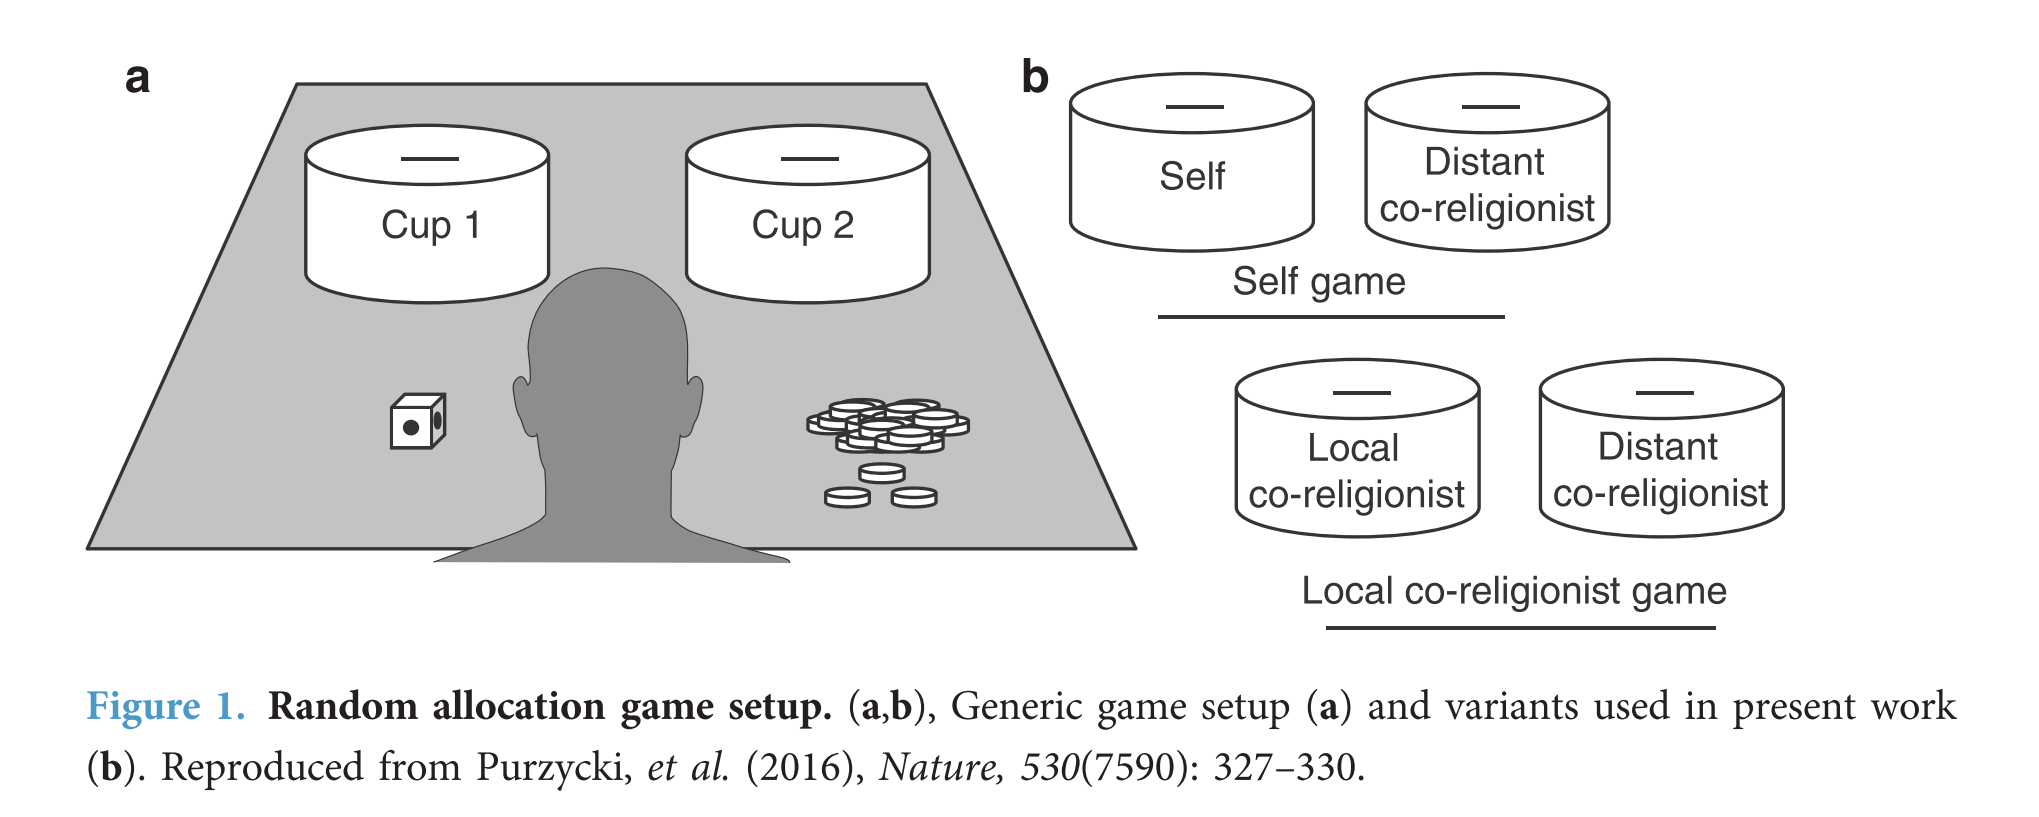 a
Cup 1
Cup 2
b
Self
Distant
co-religionist
Self game
Local
co-religionist
Distant
co-religionist
Local co-religionist game
Figure 1. Random allocation game setup. (a,b), Generic game setup (a) and variants used in present work
(b). Reproduced from Purzycki, et al. (2016), Nature, 530(7590): 327–330.